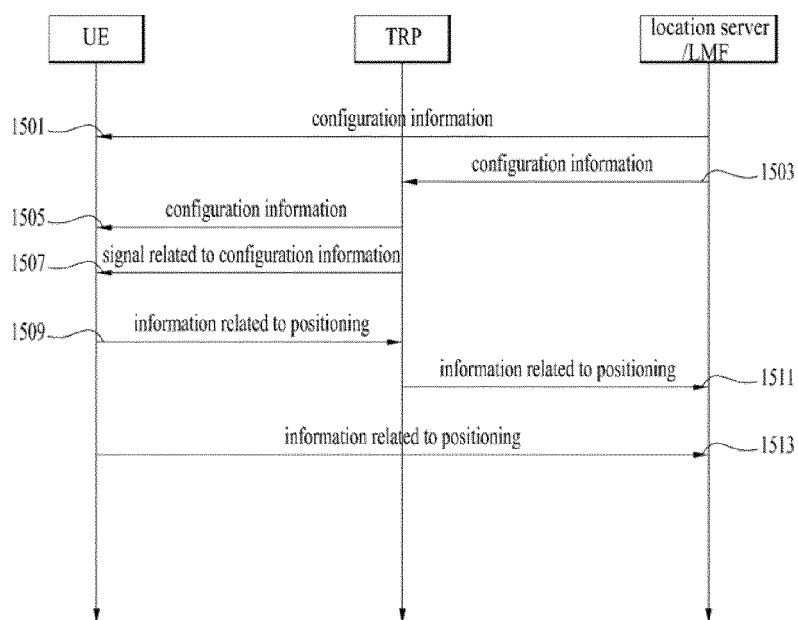 UE
TRP
location server
/LMF
1501
configuration information
configuration information
1503
1505
configuration information
1507
signal related to configuration information
1509
information related to positioning
information related to positioning
1511
information related to positioning
1513